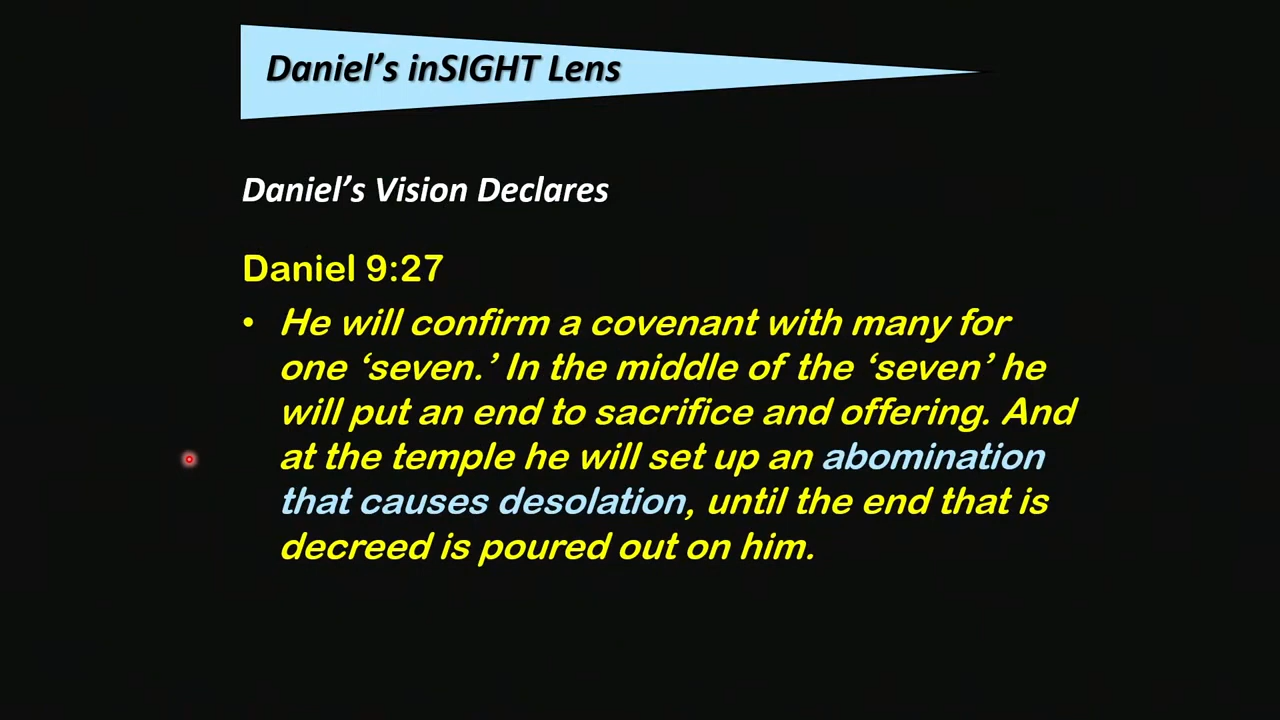 Daniel’s inSIGHT Lens
Daniel’s Vision Declares
Daniel 9:27
• He will confirm a covenant with many for
one ‘seven.’ In the middle of the ‘seven’ he
will put an end to sacrifice and offering. And
at the temple he will set up an abomination
that causes desolation, until the end that is
decreed is poured out on him.